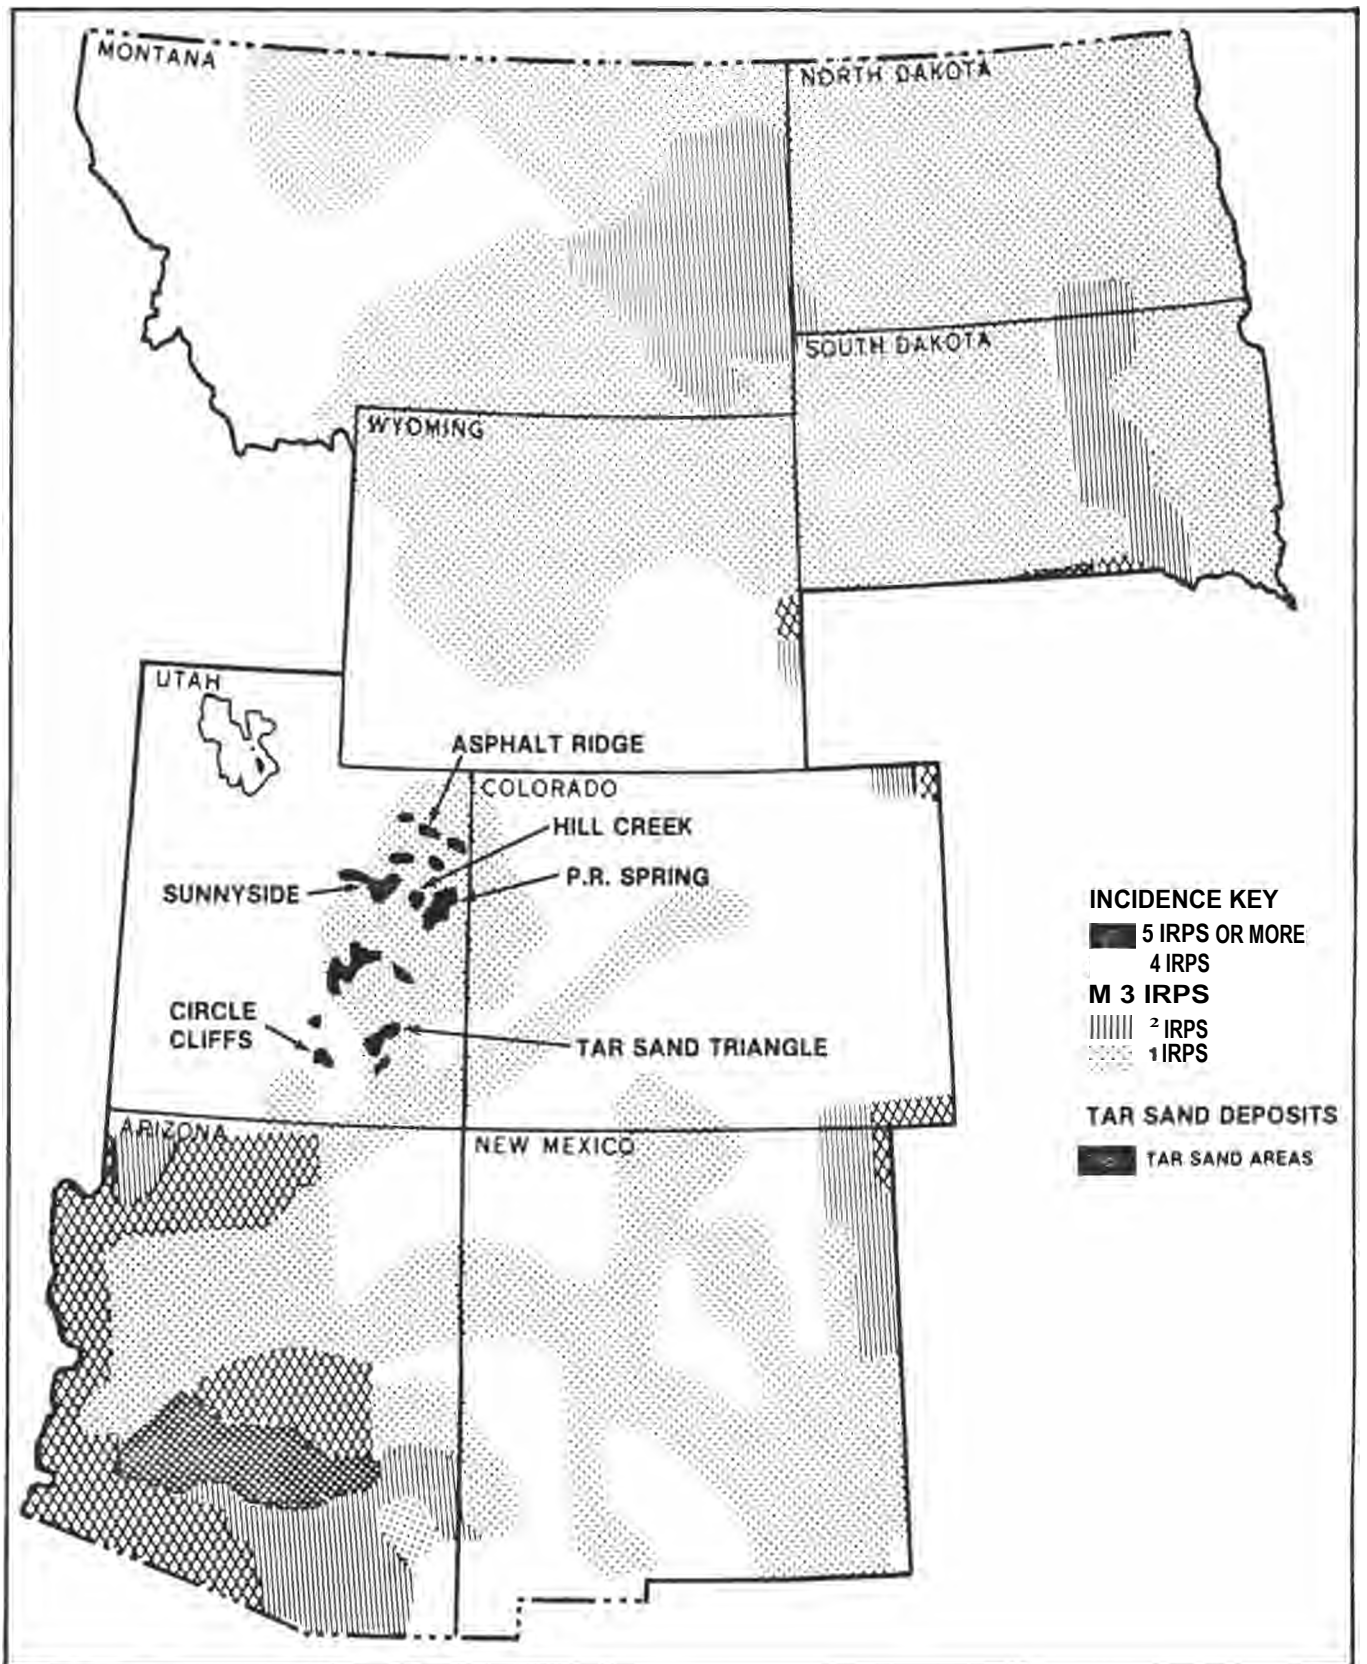 MONTANA
NORTH DAKOTA
SOUTH DAKOTA
WYOMING
UTAH
ASPHALT RIDGE
COLORADO
HILL CREEK
P.R. SPRING
SUNNYSIDE
CIRCLE
CLIFFS
TAR SAND TRIANGLE
ARIZONA
NEW MEXICO
INCIDENCE KEY
5 IRPS OR MORE
4 IRPS
M 3 IRPS
2 IRPS
1 IRPS
TAR SAND DEPOSITS
TAR SAND AREAS